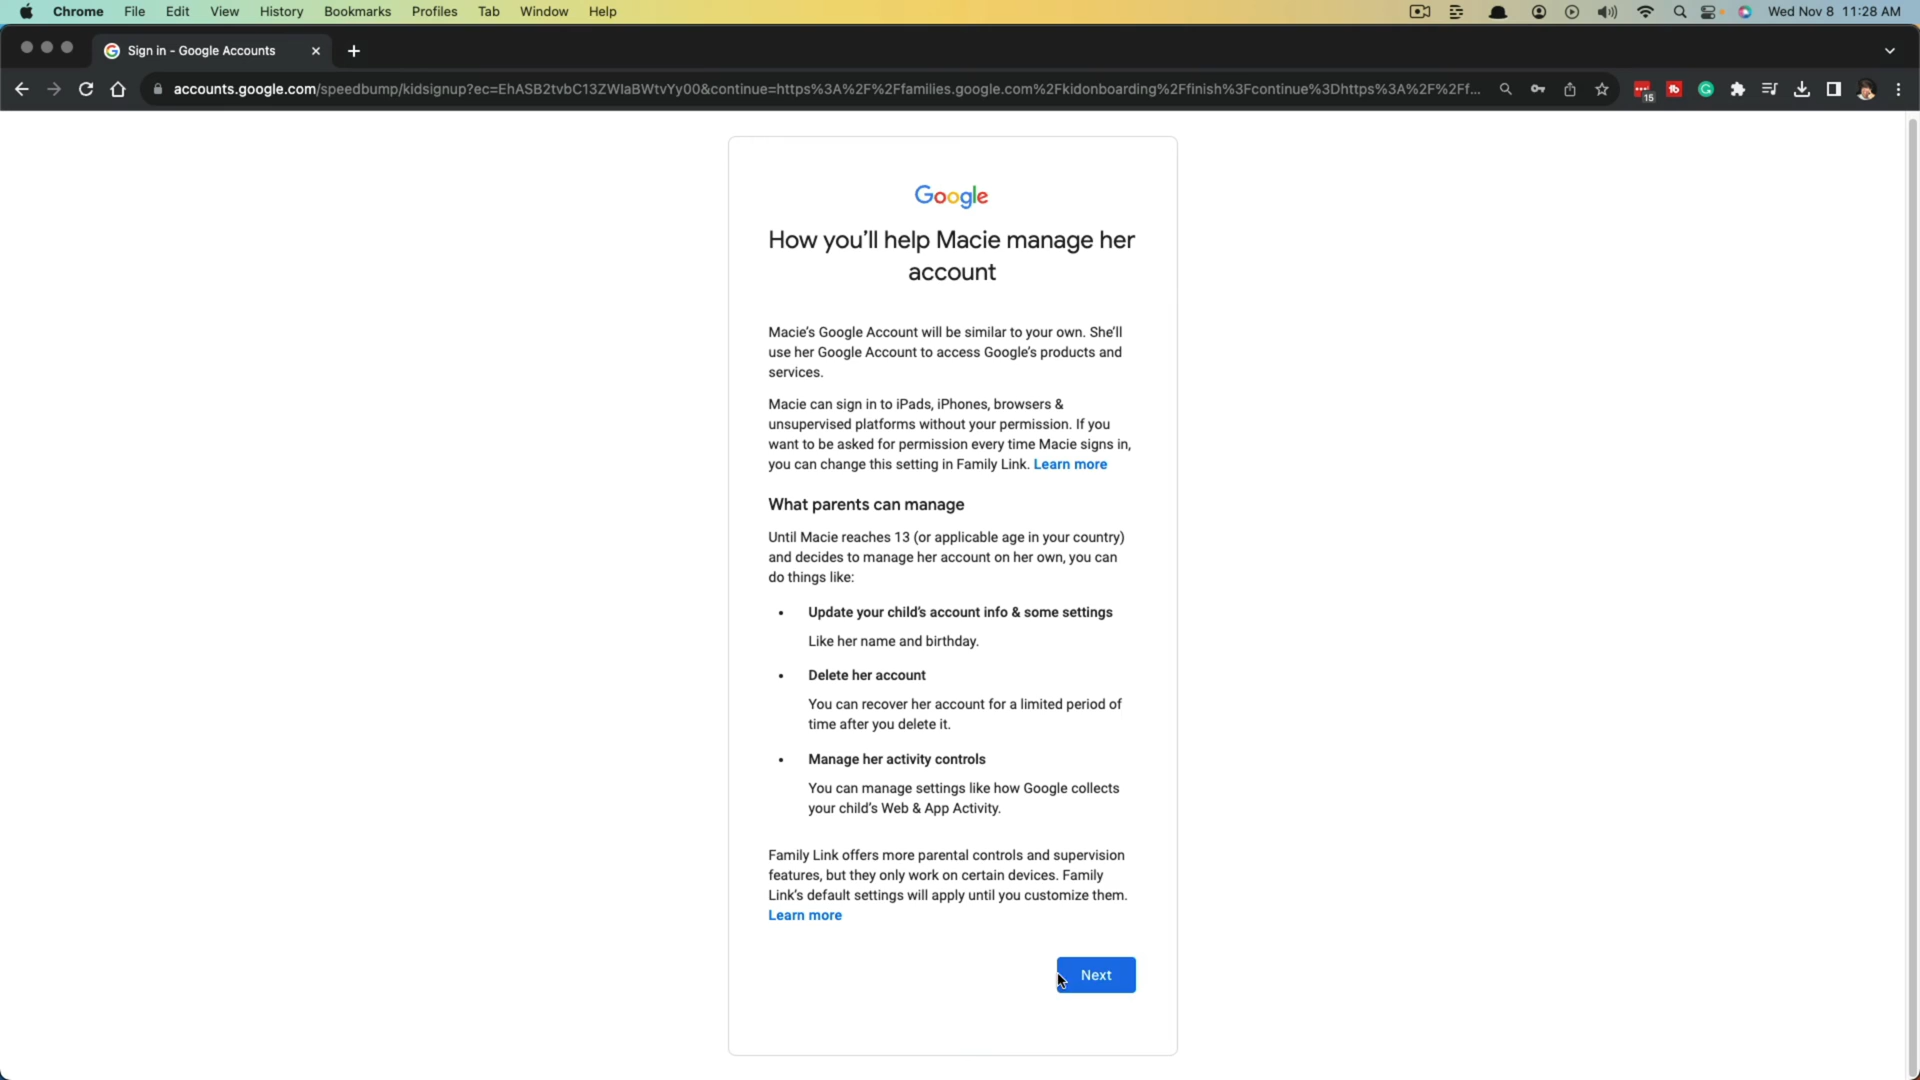 Chrome File Edit View History Bookmarks Profiles Tab Window Help Wed Nov 8 11:28 AM
Sign in - Google Accounts
accounts.google.com/speedbump/kidsignup?ec=EhASB2tvbC13ZWIaBWtvYy00&continue=https%3A%2F%2Ffamilies.google.com%2Fkidonboarding%2Ffinish%3Fcontinue%3Dhttps%3A%2F%2Ff...
15
Google
How you'll help Macie manage her
account
Macie's Google Account will be similar to your own. She'll
use her Google Account to access Google's products and
services.
Macie can sign in to iPads, iPhones, browsers &
unsupervised platforms without your permission. If you
want to be asked for permission every time Macie signs in,
you can change this setting in Family Link. Learn more
What parents can manage
Until Macie reaches 13 (or applicable age in your country)
and decides to manage her account on her own, you can
do things like:
• Update your child's account info & some settings
Like her name and birthday.
• Delete her account
You can recover her account for a limited period of
time after you delete it.
• Manage her activity controls
You can manage settings like how Google collects
your child's Web & App Activity.
Family Link offers more parental controls and supervision
features, but they only work on certain devices. Family
Link's default settings will apply until you customize them.
Learn more
Next